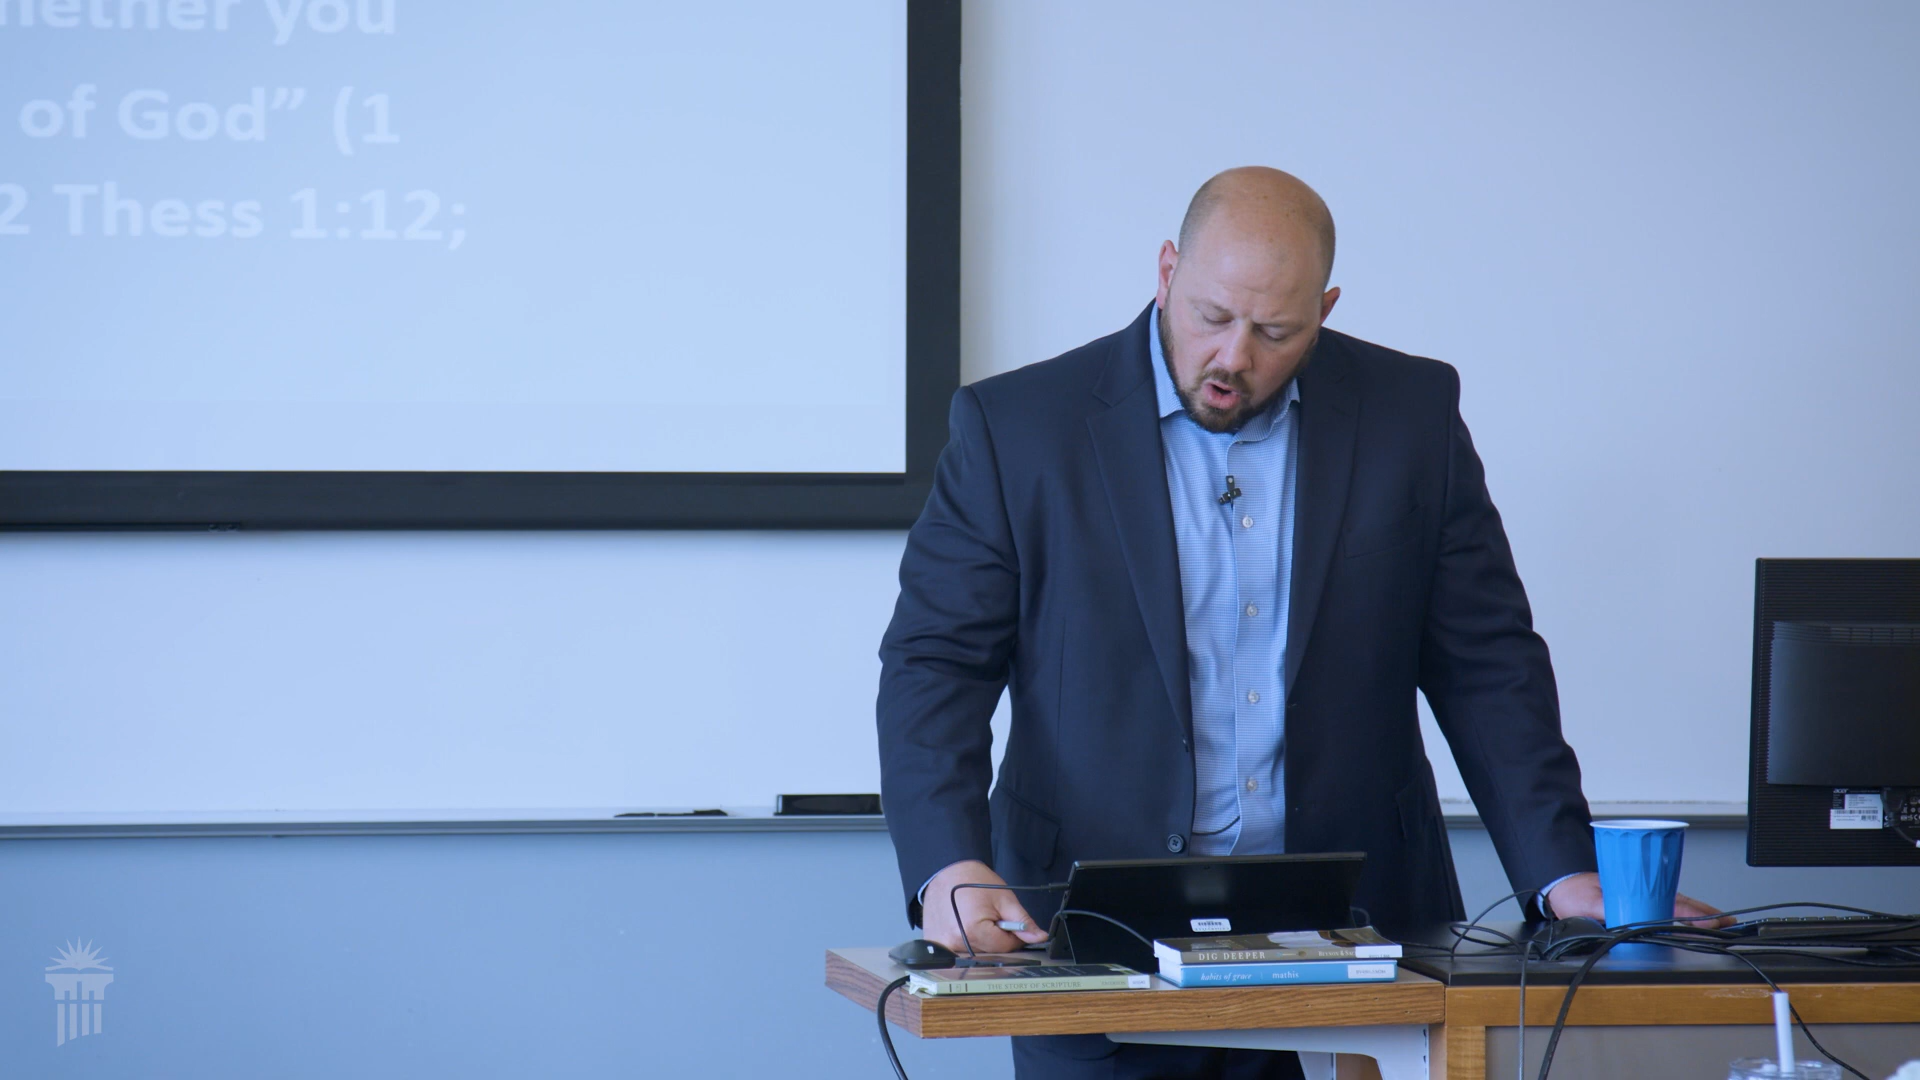 hether you
of God” (1
2 Thess 1:12;
acer
DIG DEEPER
habits of grace | mathis
THE STORY OF SCRIPTURE